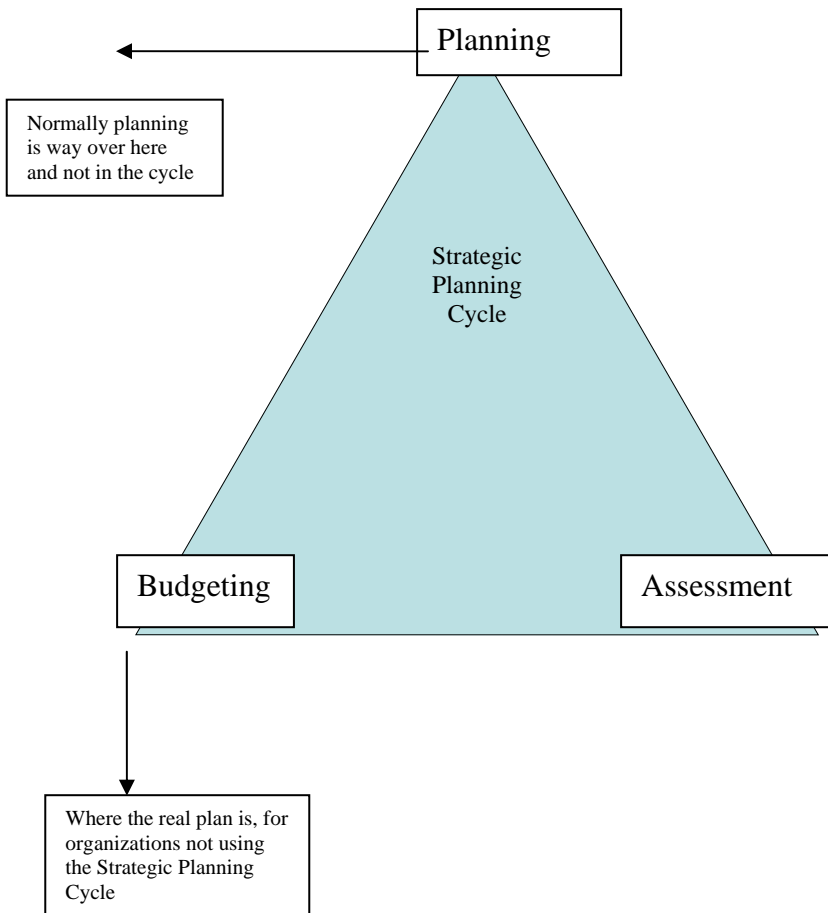 Planning
Normally planning
is way over here
and not in the cycle
Strategic
Planning
Cycle
Budgeting
Assessment
Where the real plan is, for
organizations not using
the Strategic Planning
Cycle